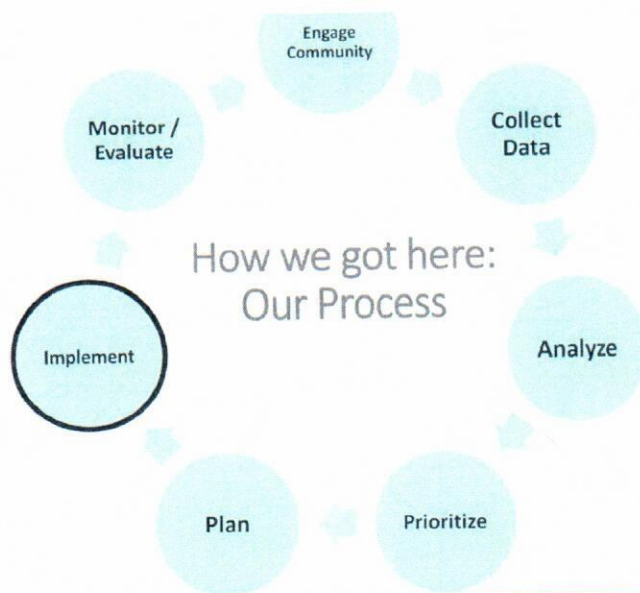 Engage
Community
Collect
Data
Analyze
Prioritize
Plan
Implement
Monitor /
Evaluate
How we got here:
Our Process